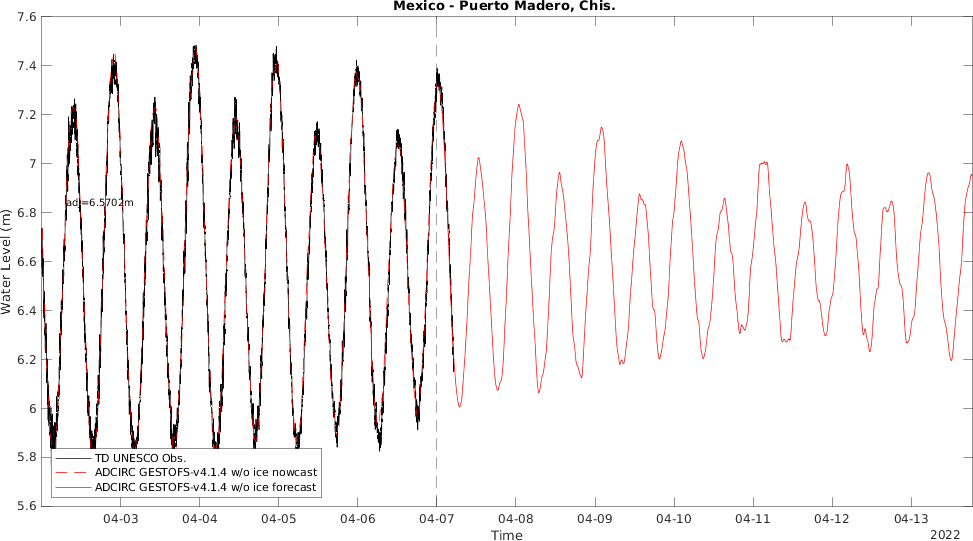 Mexico - Puerto Madero, Chis.
7.6
7.4
7.2
7
6.8
6.6
6.4
6.2
6
5.8
5.6
Water Level (m)
adj=6.5702m
TD UNESCO Obs.
ADCIRC GESTOFS-v4.1.4 w/o ice nowcast
ADCIRC GESTOFS-v4.1.4 w/o ice forecast
04-03 04-04 04-05 04-06 04-07 04-08 04-09 04-10 04-11 04-12 04-13
Time
2022